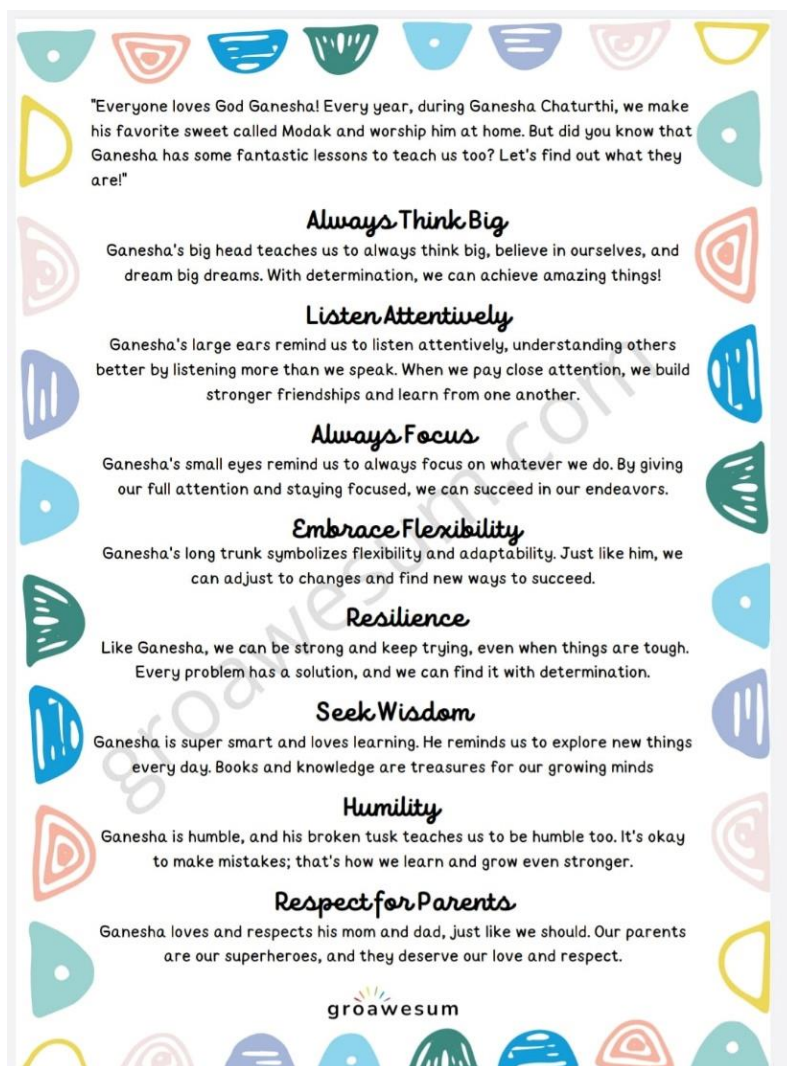 "Everyone loves God Ganesha! Every year, during Ganesha Chaturthi, we make
his favorite sweet called Modak and worship him at home. But did you know that
Ganesha has some fantastic lessons to teach us too? Let's find out what they
are!"
Always Think Big
Ganesha's big head teaches us to always think big, believe in ourselves, and
dream big dreams. With determination, we can achieve amazing things!
Listen Attentively
Ganesha's large ears remind us to listen attentively, understanding others
better by listening more than we speak. When we pay close attention, we build
stronger friendships and learn from one another.
Always Focus
Ganesha's small eyes remind us to always focus on whatever we do. By giving
our full attention and staying focused, we can succeed in our endeavors.
Embrace Flexibility
Ganesha's long trunk symbolizes flexibility and adaptability. Just like him, we
can adjust to changes and find new ways to succeed.
Resilience
Like Ganesha, we can be strong and keep trying, even when things are tough.
Every problem has a solution, and we can find it with determination.
Seek Wisdom
Ganesha is super smart and loves learning. He reminds us to explore new things
every day. Books and knowledge are treasures for our growing minds
Humility
Ganesha is humble, and his broken tusk teaches us to be humble too. It's okay
to make mistakes; that's how we learn and grow even stronger.
Respect for Parents
Ganesha loves and respects his mom and dad, just like we should. Our parents
are our superheroes, and they deserve our love and respect.
groawesum
groawesum.com